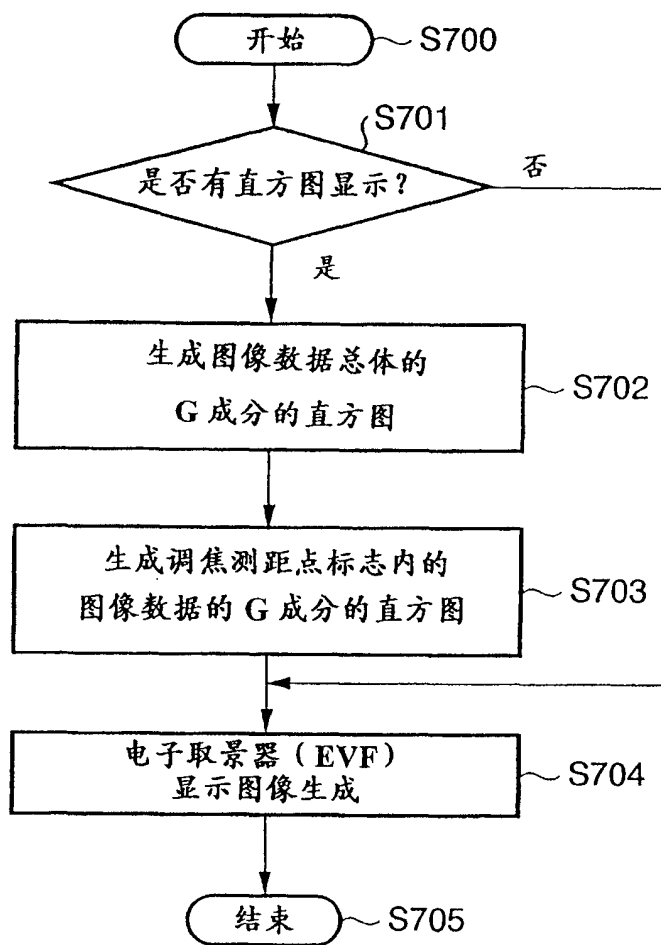 开始
S700
S701
是否有直方图显示?
否
是
生成图像数据总体的
G 成分的直方图
S702
生成调焦测距点标志内的
图像数据的 G 成分的直方图
S703
电子取景器(EVF)
显示图像生成
S704
结束
S705